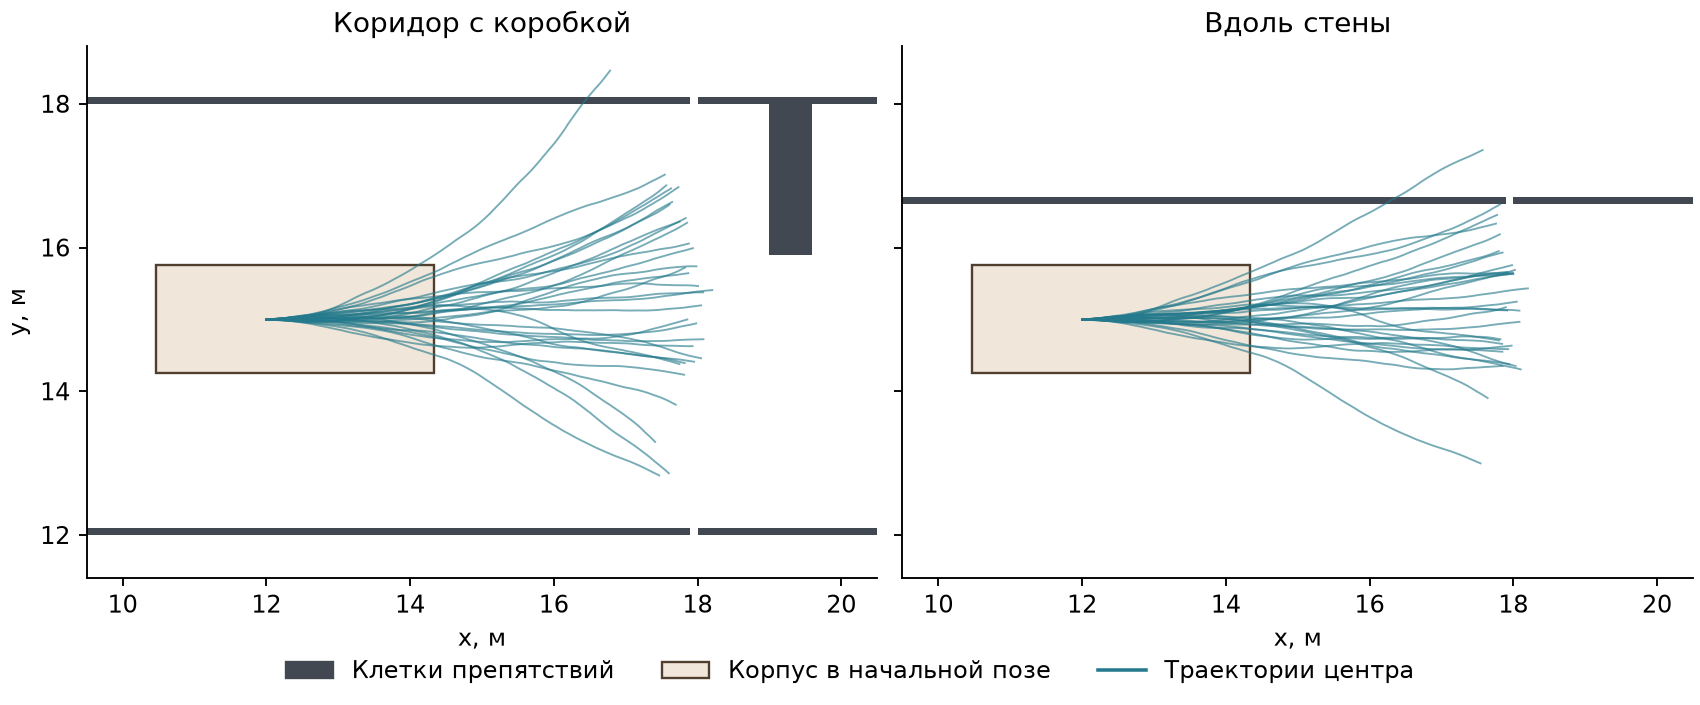 Коридор с коробкой
Вдоль стены
18
16
14
12
y, м
10 12 14 16 18 20
10 12 14 16 18 20
x, м
x, м
Клетки препятствий
Корпус в начальной позе
Траектории центра